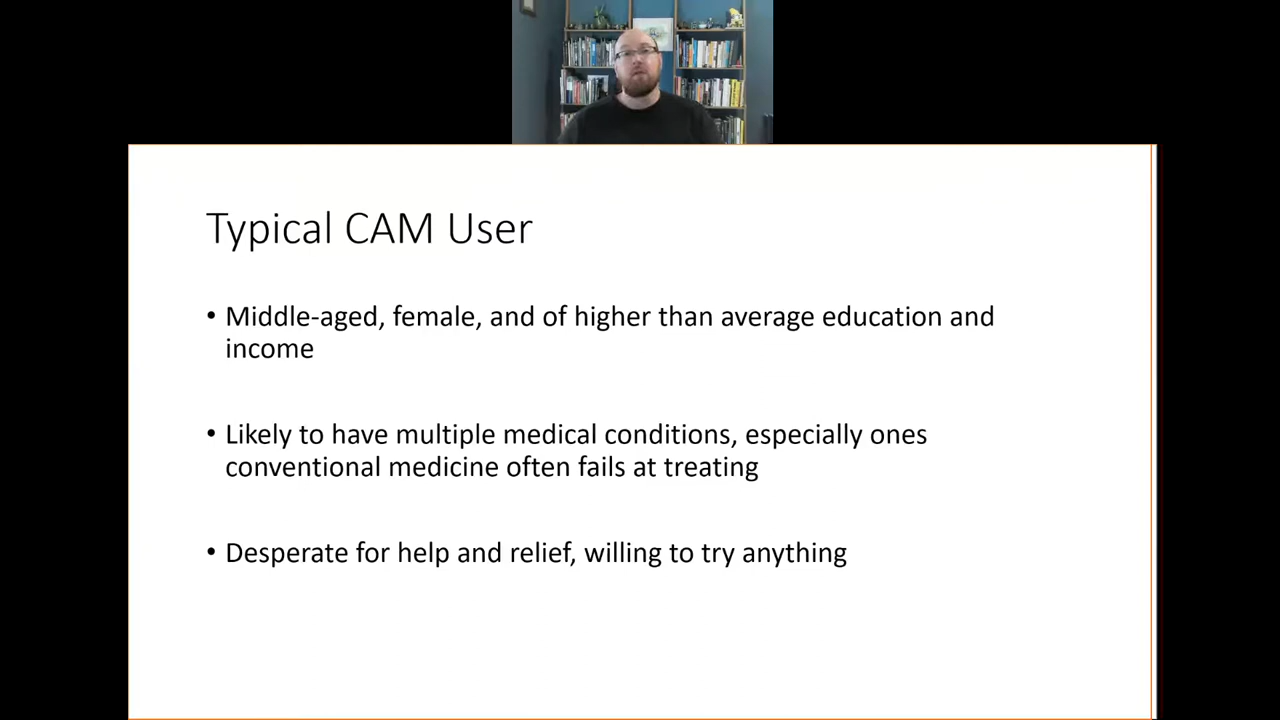 Typical CAM User
• Middle-aged, female, and of higher than average education and
income
• Likely to have multiple medical conditions, especially ones
conventional medicine often fails at treating
• Desperate for help and relief, willing to try anything